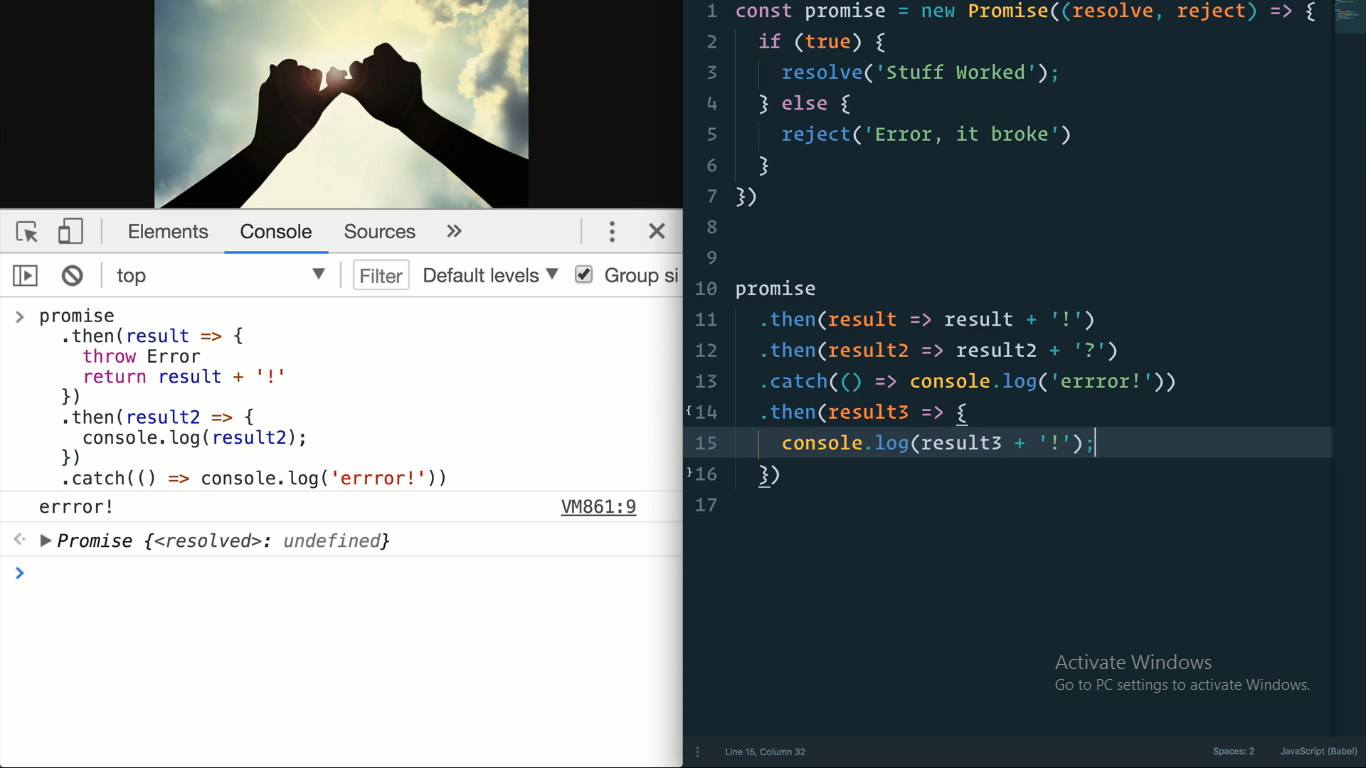 Elements Console Sources »
top Filter Default levels Group si
> promise
.then(result => {
throw Error
return result + '!'
})
.then(result2 => {
console.log(result2);
})
.catch(() => console.log('errror!'))
errror! VM861:9
Promise {<resolved>: undefined}
>
1 const promise = new Promise((resolve, reject) => {
2 if (true) {
3 resolve('Stuff Worked');
4 } else {
5 reject('Error, it broke')
6 }
7 })
8
9
10 promise
11 .then(result => result + '!')
12 .then(result2 => result2 + '?')
13 .catch(() => console.log('errror!'))
{14 .then(result3 => {
15 console.log(result3 + '!');
}16 })
17
Activate Windows
Go to PC settings to activate Windows.
Line 15, Column 32 Spaces: 2 JavaScript (Babel)